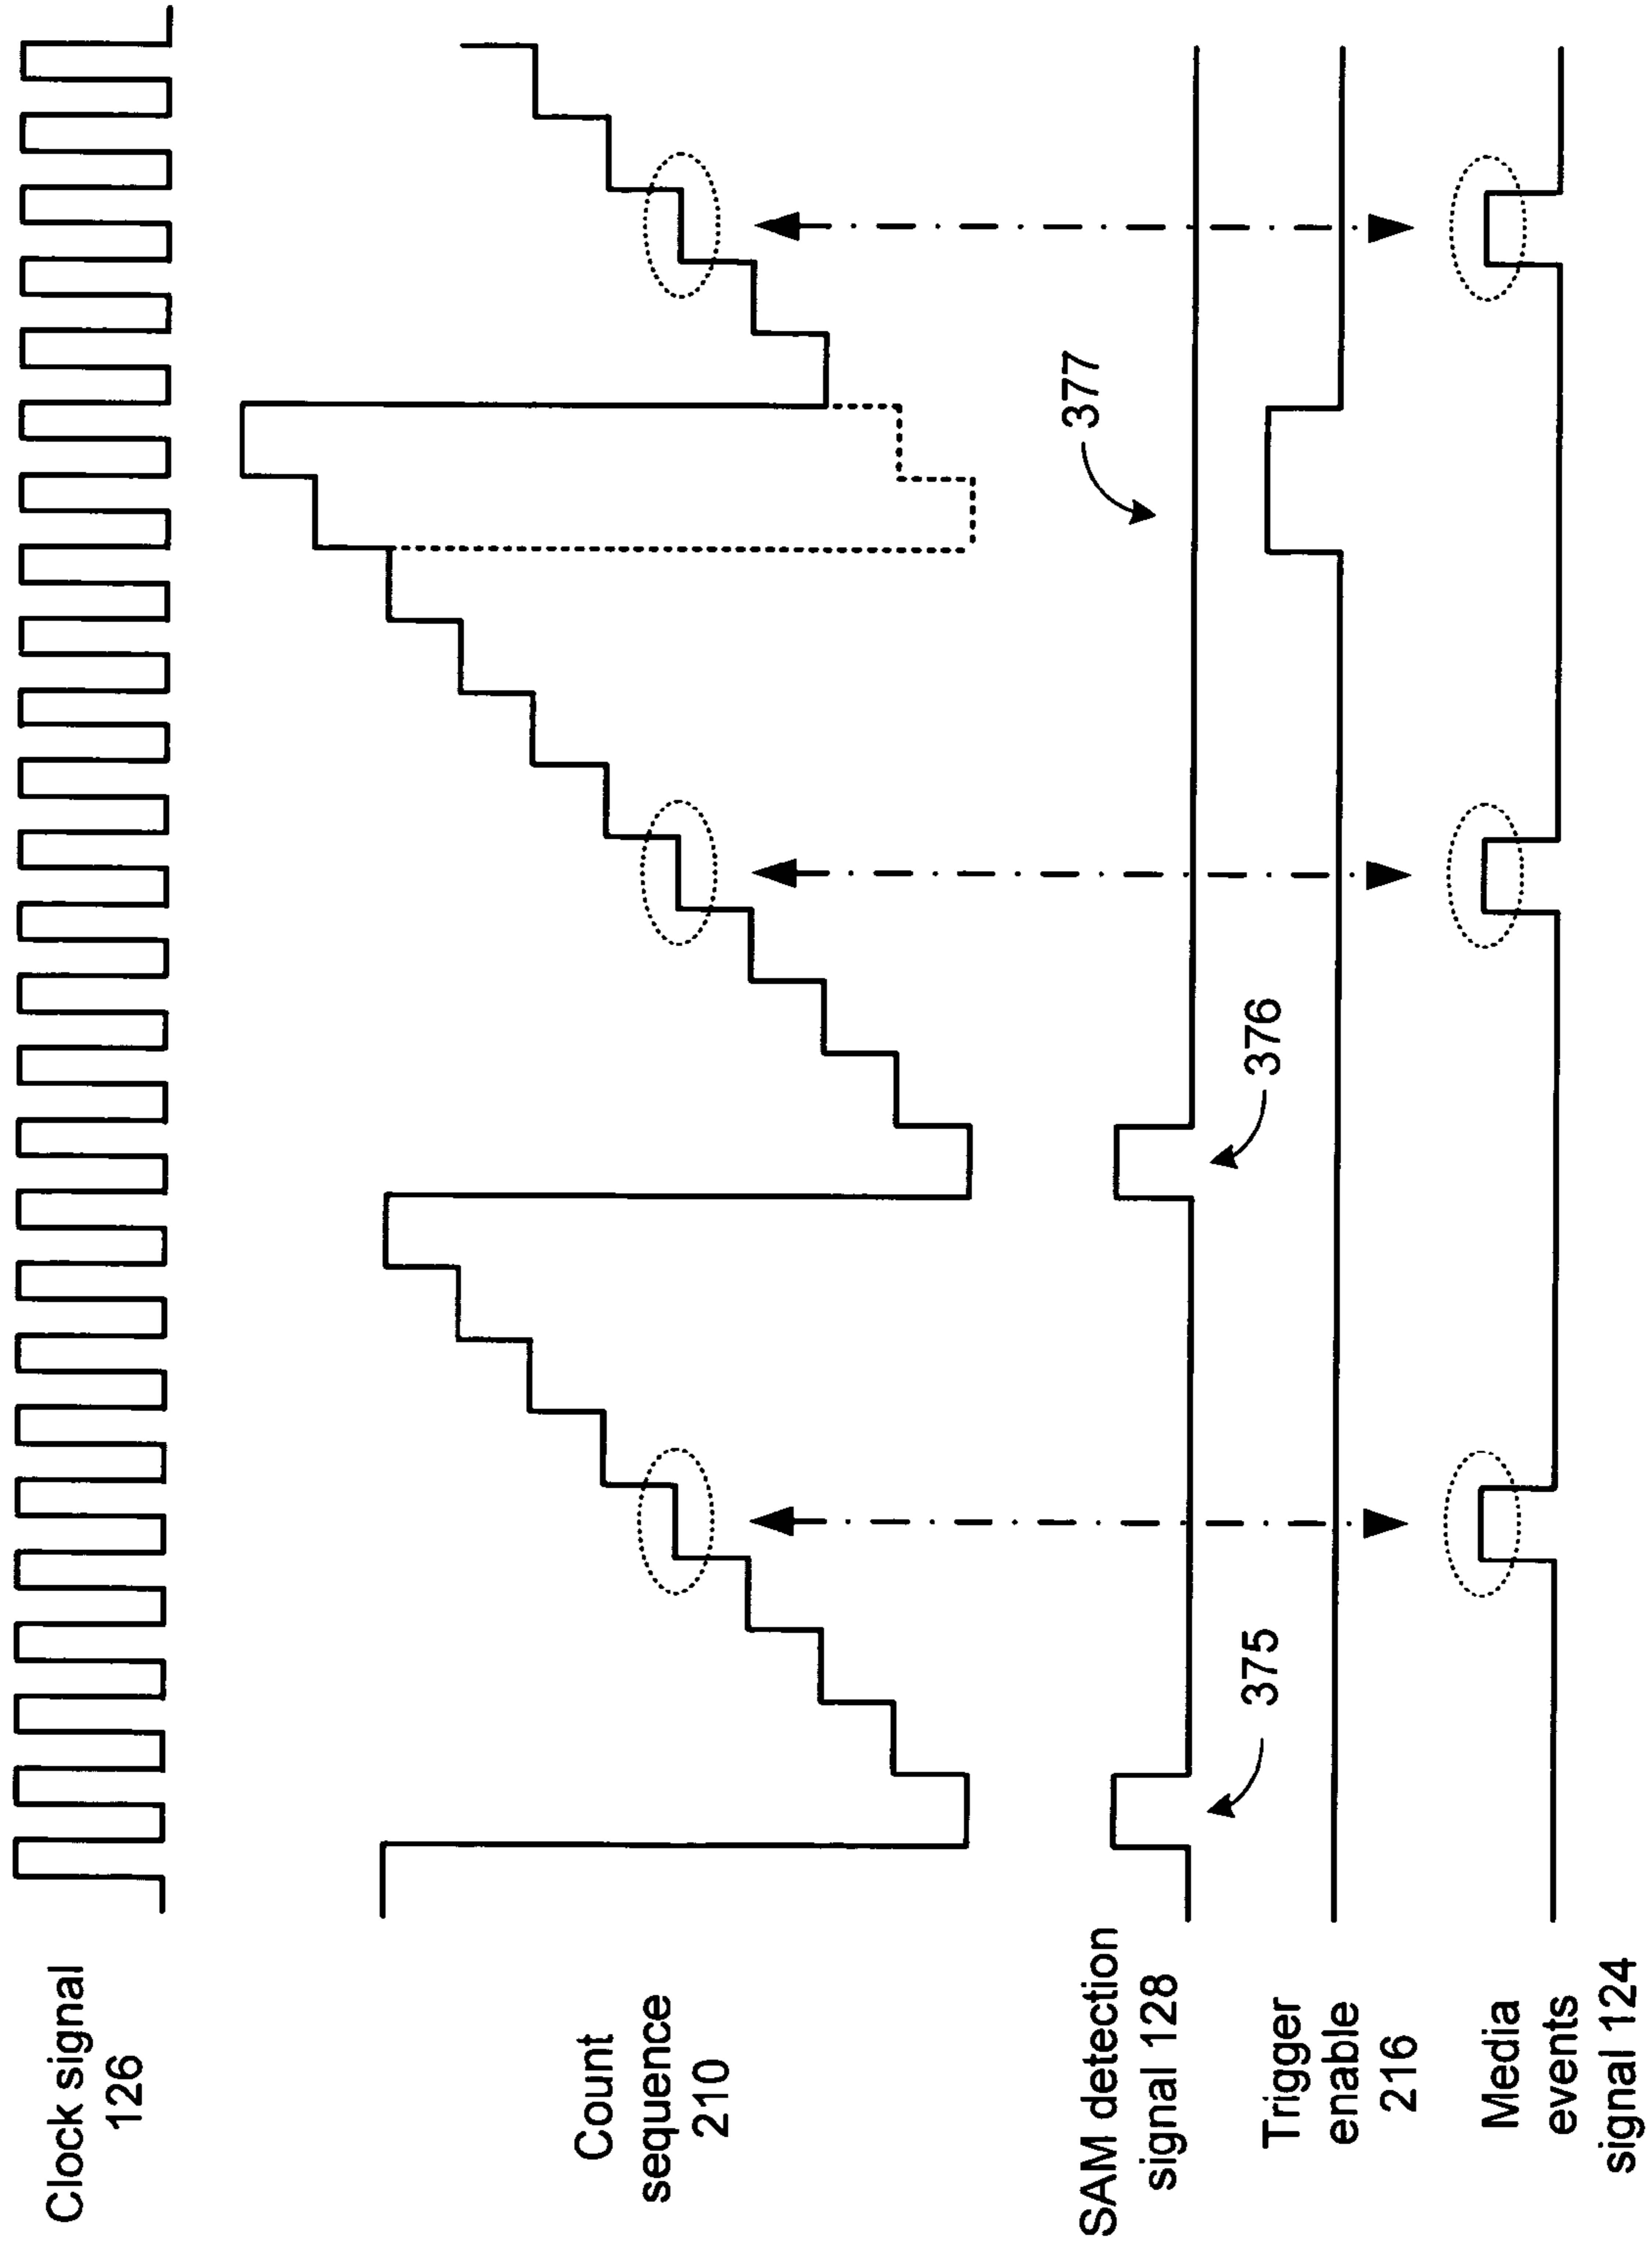 Clock signal
126
Count
sequence
210
SAM detection
signal 128
Trigger
enable
216
Media
events
signal 124
375
376
377